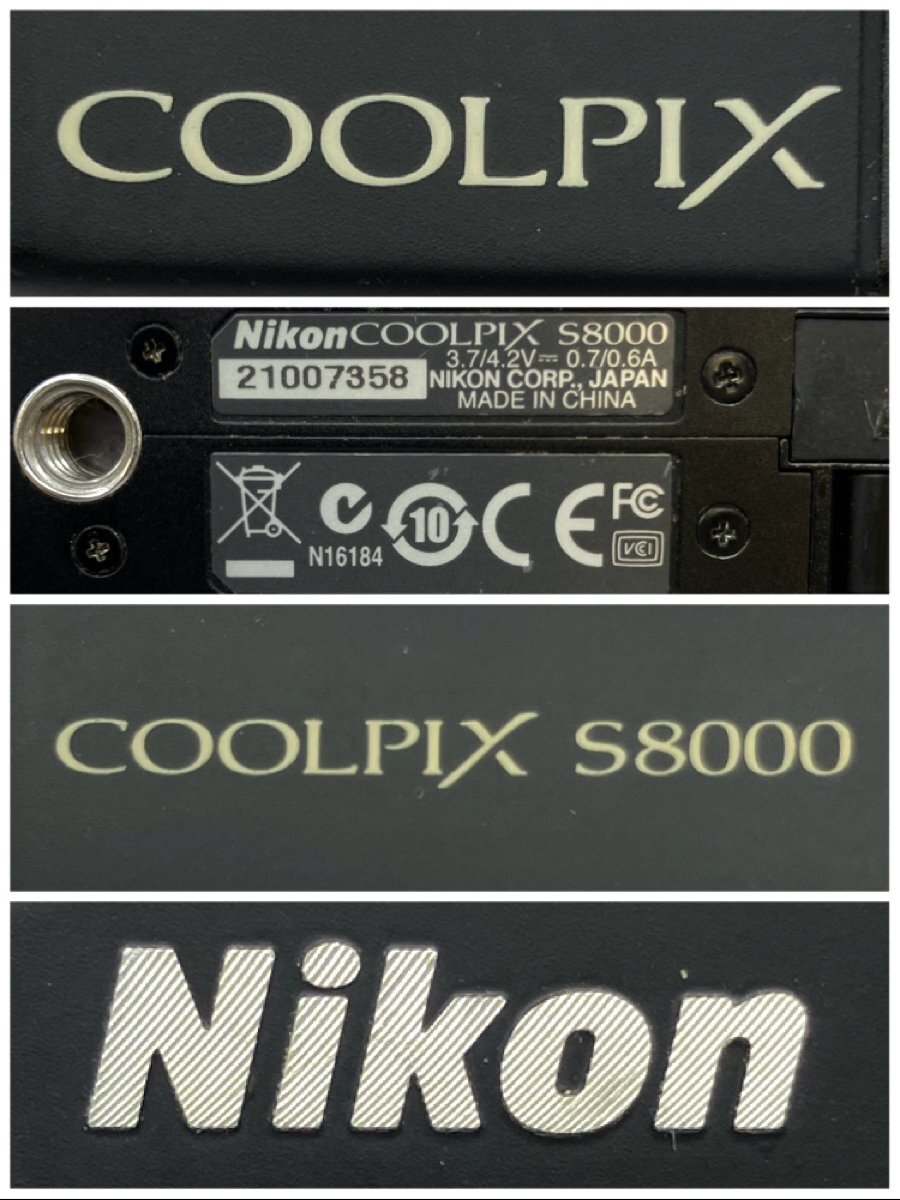 COOLPIX
Nikon COOLPIX S8000
3.7/4.2V⎓ 0.7/0.6A
21007358 NIKON CORP., JAPAN
MADE IN CHINA
10
CE FC
N16184
VCI
COOLPIX S8000
Nikon